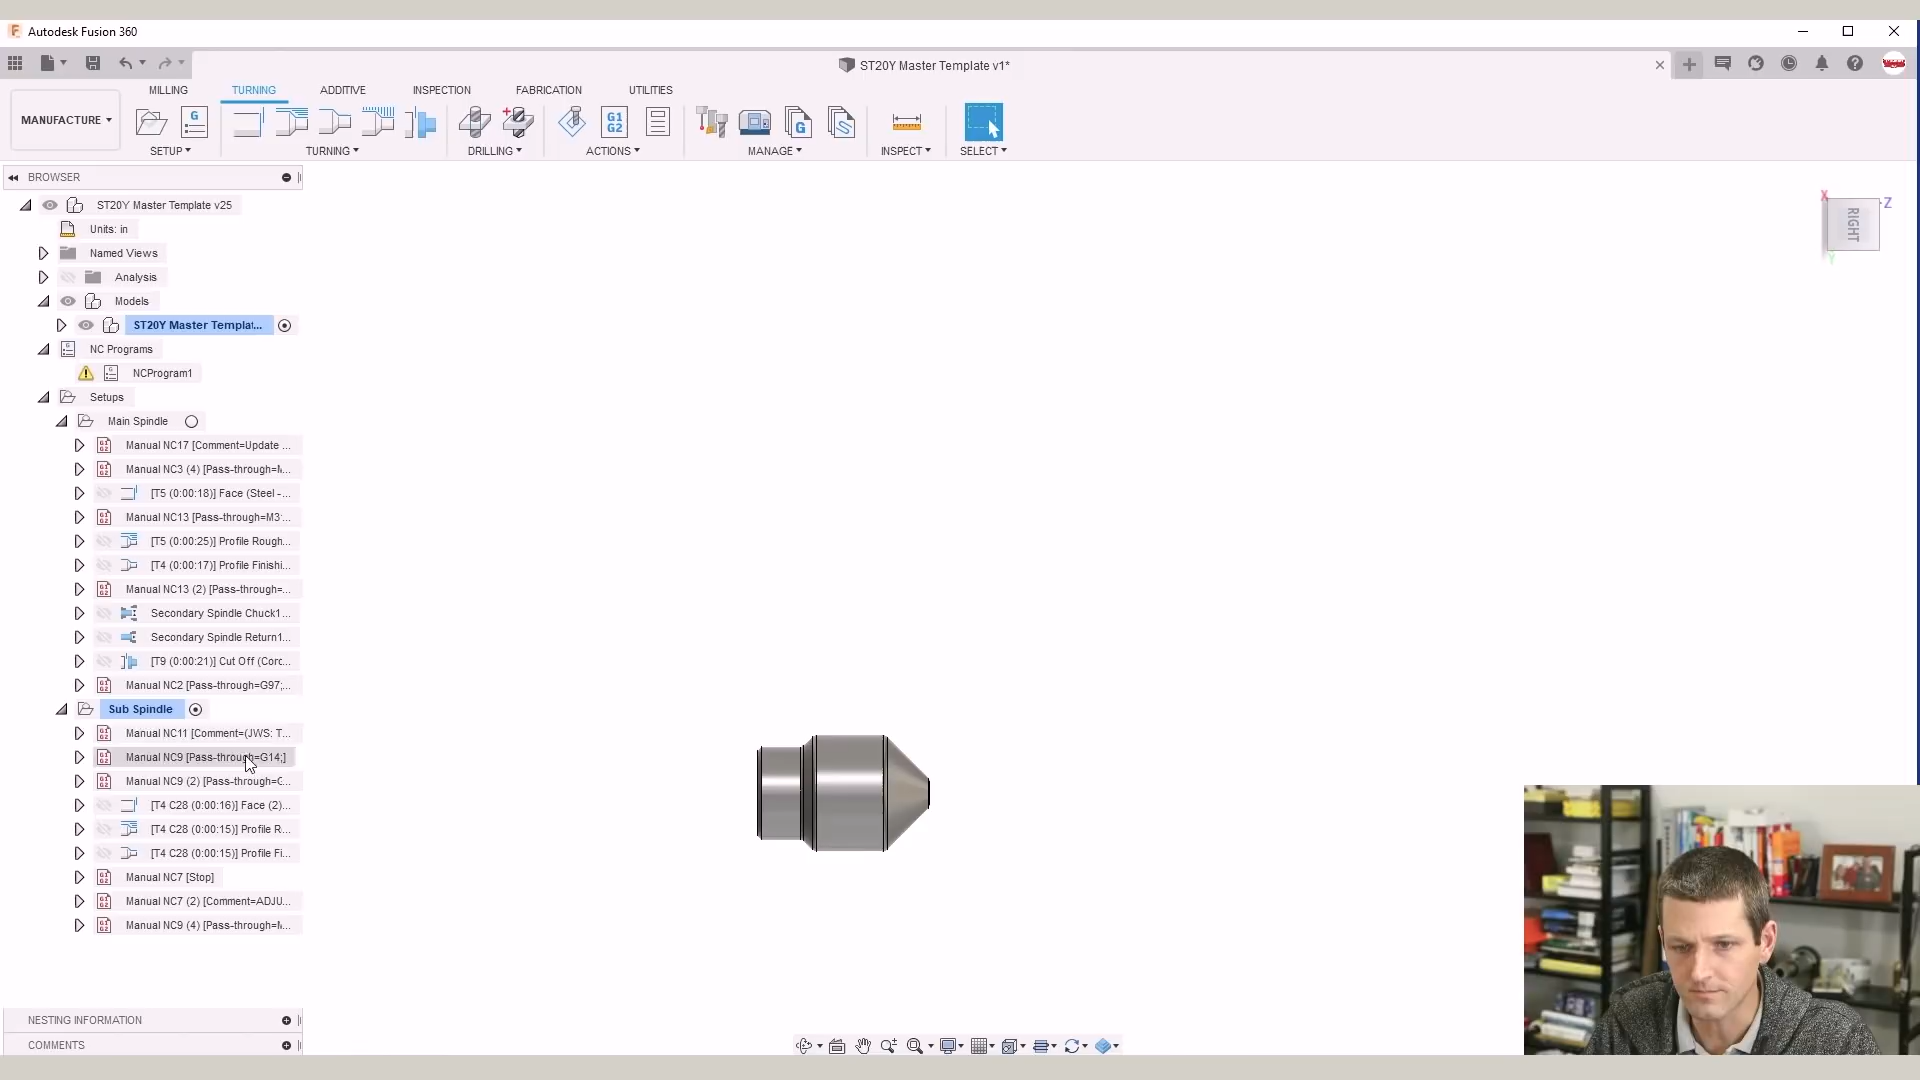 Autodesk Fusion 360
ST20Y Master Template v1*
MILLING TURNING ADDITIVE INSPECTION FABRICATION UTILITIES
MANUFACTURE
SETUP TURNING DRILLING ACTIONS MANAGE INSPECT SELECT
G1
G2
BROWSER
ST20Y Master Template v25
Units: in
Named Views
Analysis
Models
ST20Y Master Templat...
NC Programs
NCProgram1
Setups
Main Spindle
Manual NC17 [Comment=Update ...
Manual NC3 (4) [Pass-through=M...
[T5 (0:00:18)] Face (Steel -...
Manual NC13 [Pass-through=M3...
[T5 (0:00:25)] Profile Rough...
[T4 (0:00:17)] Profile Finishi...
Manual NC13 (2) [Pass-through=...
Secondary Spindle Chuck1...
Secondary Spindle Return1...
[T9 (0:00:21)] Cut Off (Corc...
Manual NC2 [Pass-through=G97;...
Sub Spindle
Manual NC11 [Comment=(JWS: T...
Manual NC9 [Pass-through=G14;]
Manual NC9 (2) [Pass-through=G...
[T4 C28 (0:00:16)] Face (2)...
[T4 C28 (0:00:15)] Profile R...
[T4 C28 (0:00:15)] Profile Fi...
Manual NC7 [Stop]
Manual NC7 (2) [Comment=ADJU...
Manual NC9 (4) [Pass-through=M...
NESTING INFORMATION
COMMENTS
X
Z
RIGHT
Y